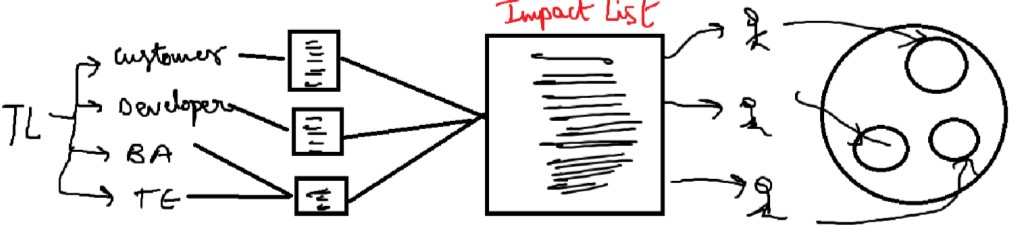 Impact List
Customer
Developer
TL
BA
TE